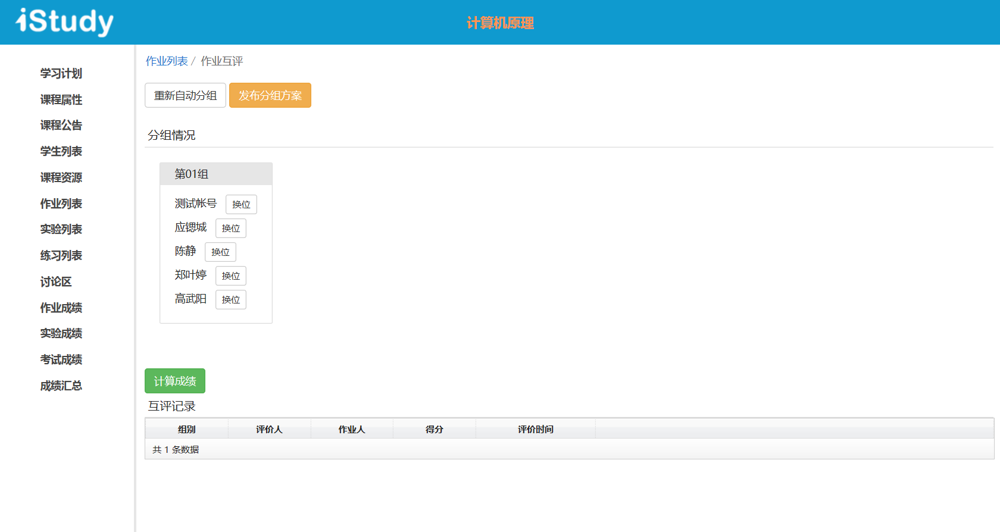 iStudy
计算机原理
学习计划
课程属性
课程公告
学生列表
课程资源
作业列表
实验列表
练习列表
讨论区
作业成绩
实验成绩
考试成绩
成绩汇总
作业列表 / 作业互评
重新自动分组 发布分组方案
分组情况
第01组
测试帐号 换位
应锶城 换位
陈静 换位
郑叶婷 换位
高武阳 换位
计算成绩
互评记录
组别 评价人 作业人 得分 评价时间
共 1 条数据